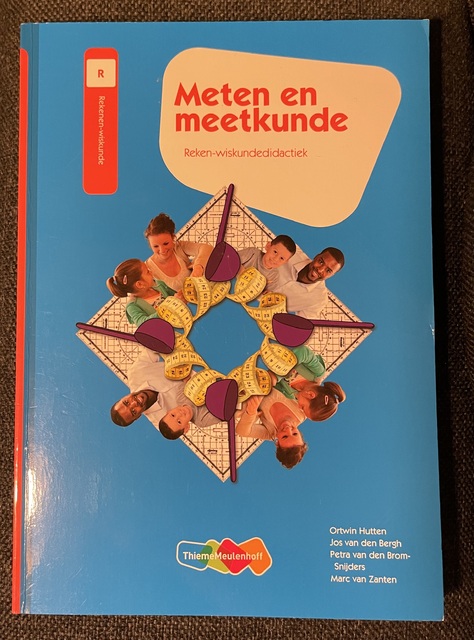 R
Rekenen-wiskunde
Meten en
meetkunde
Reken-wiskundedidactiek
ThiemeMeulenhoff
Ortwin Hutten
Jos van den Bergh
Petra van den Brom-
Snijders
Marc van Zanten